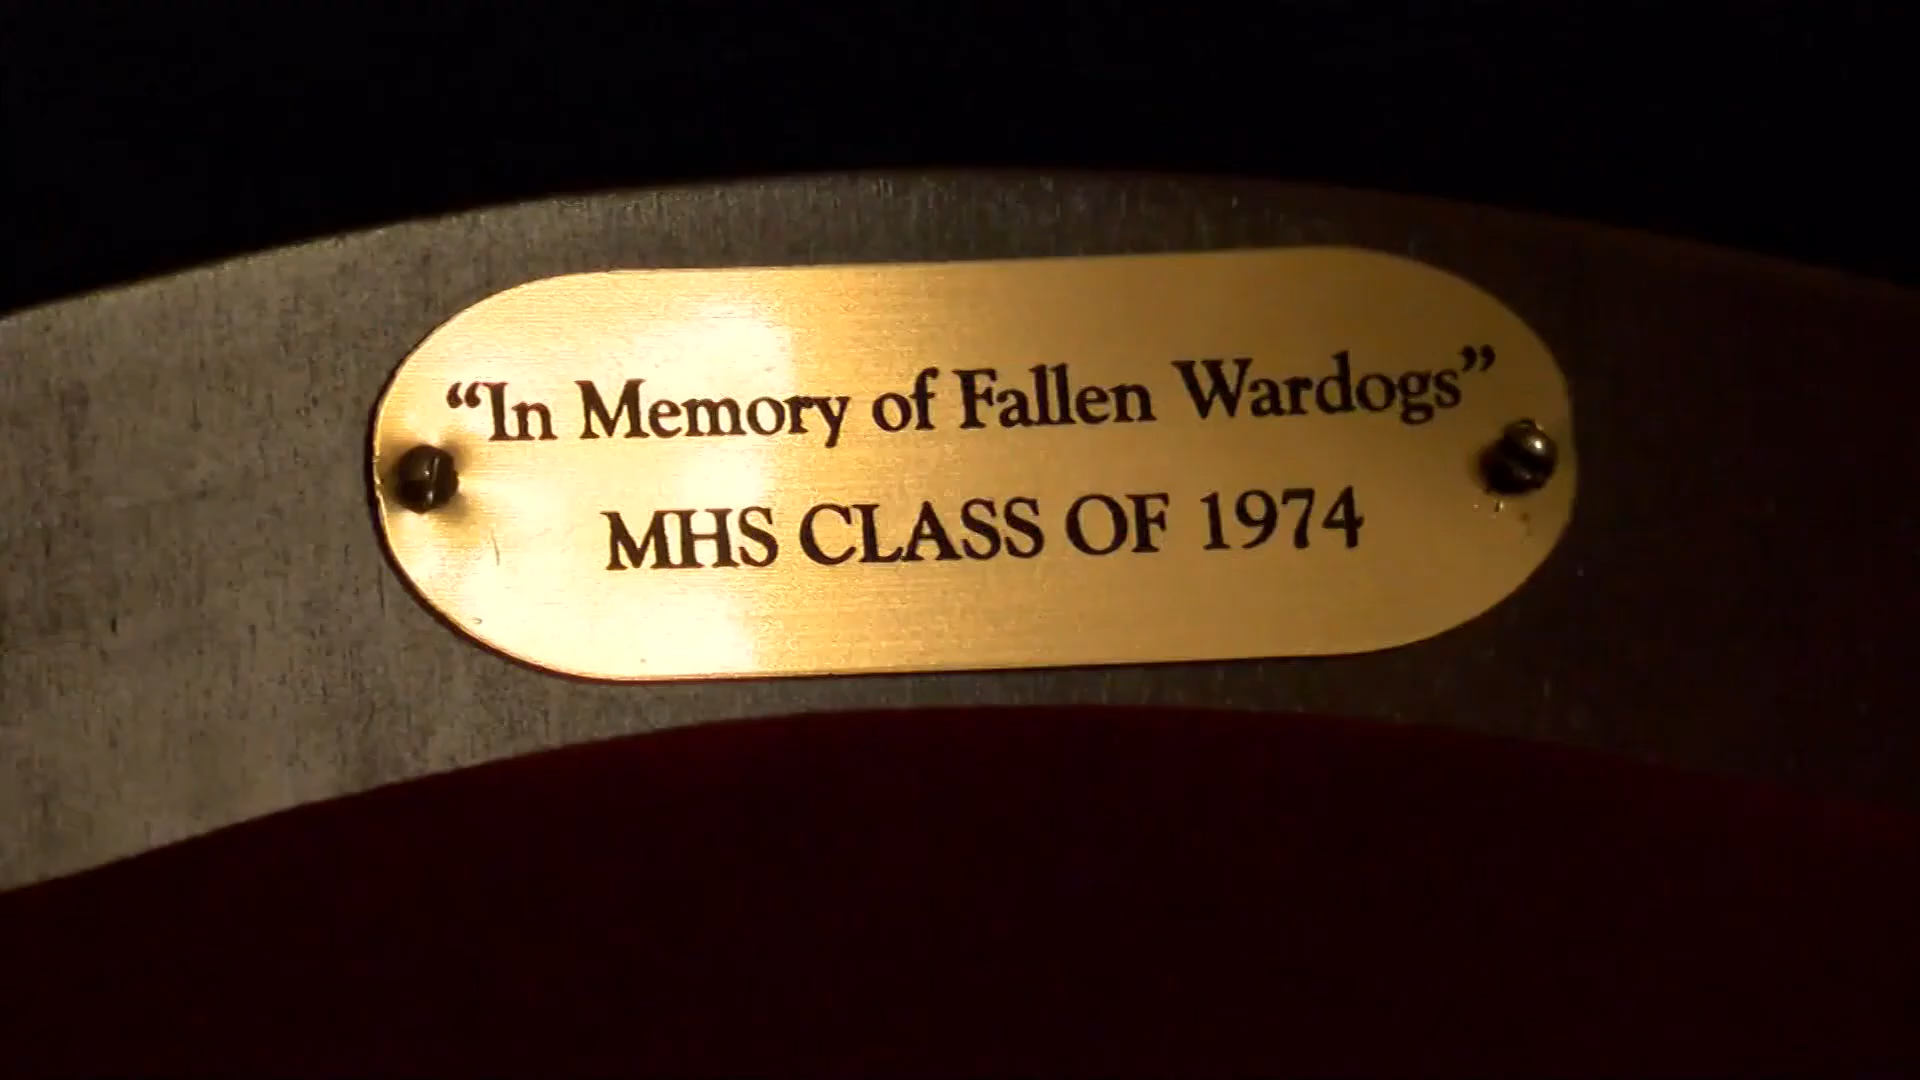 “In Memory of Fallen Wardogs”
MHS CLASS OF 1974